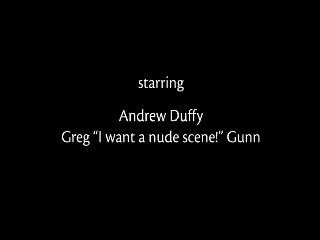 starring
Andrew Duffy
Greg “I want a nude scene!” Gunn